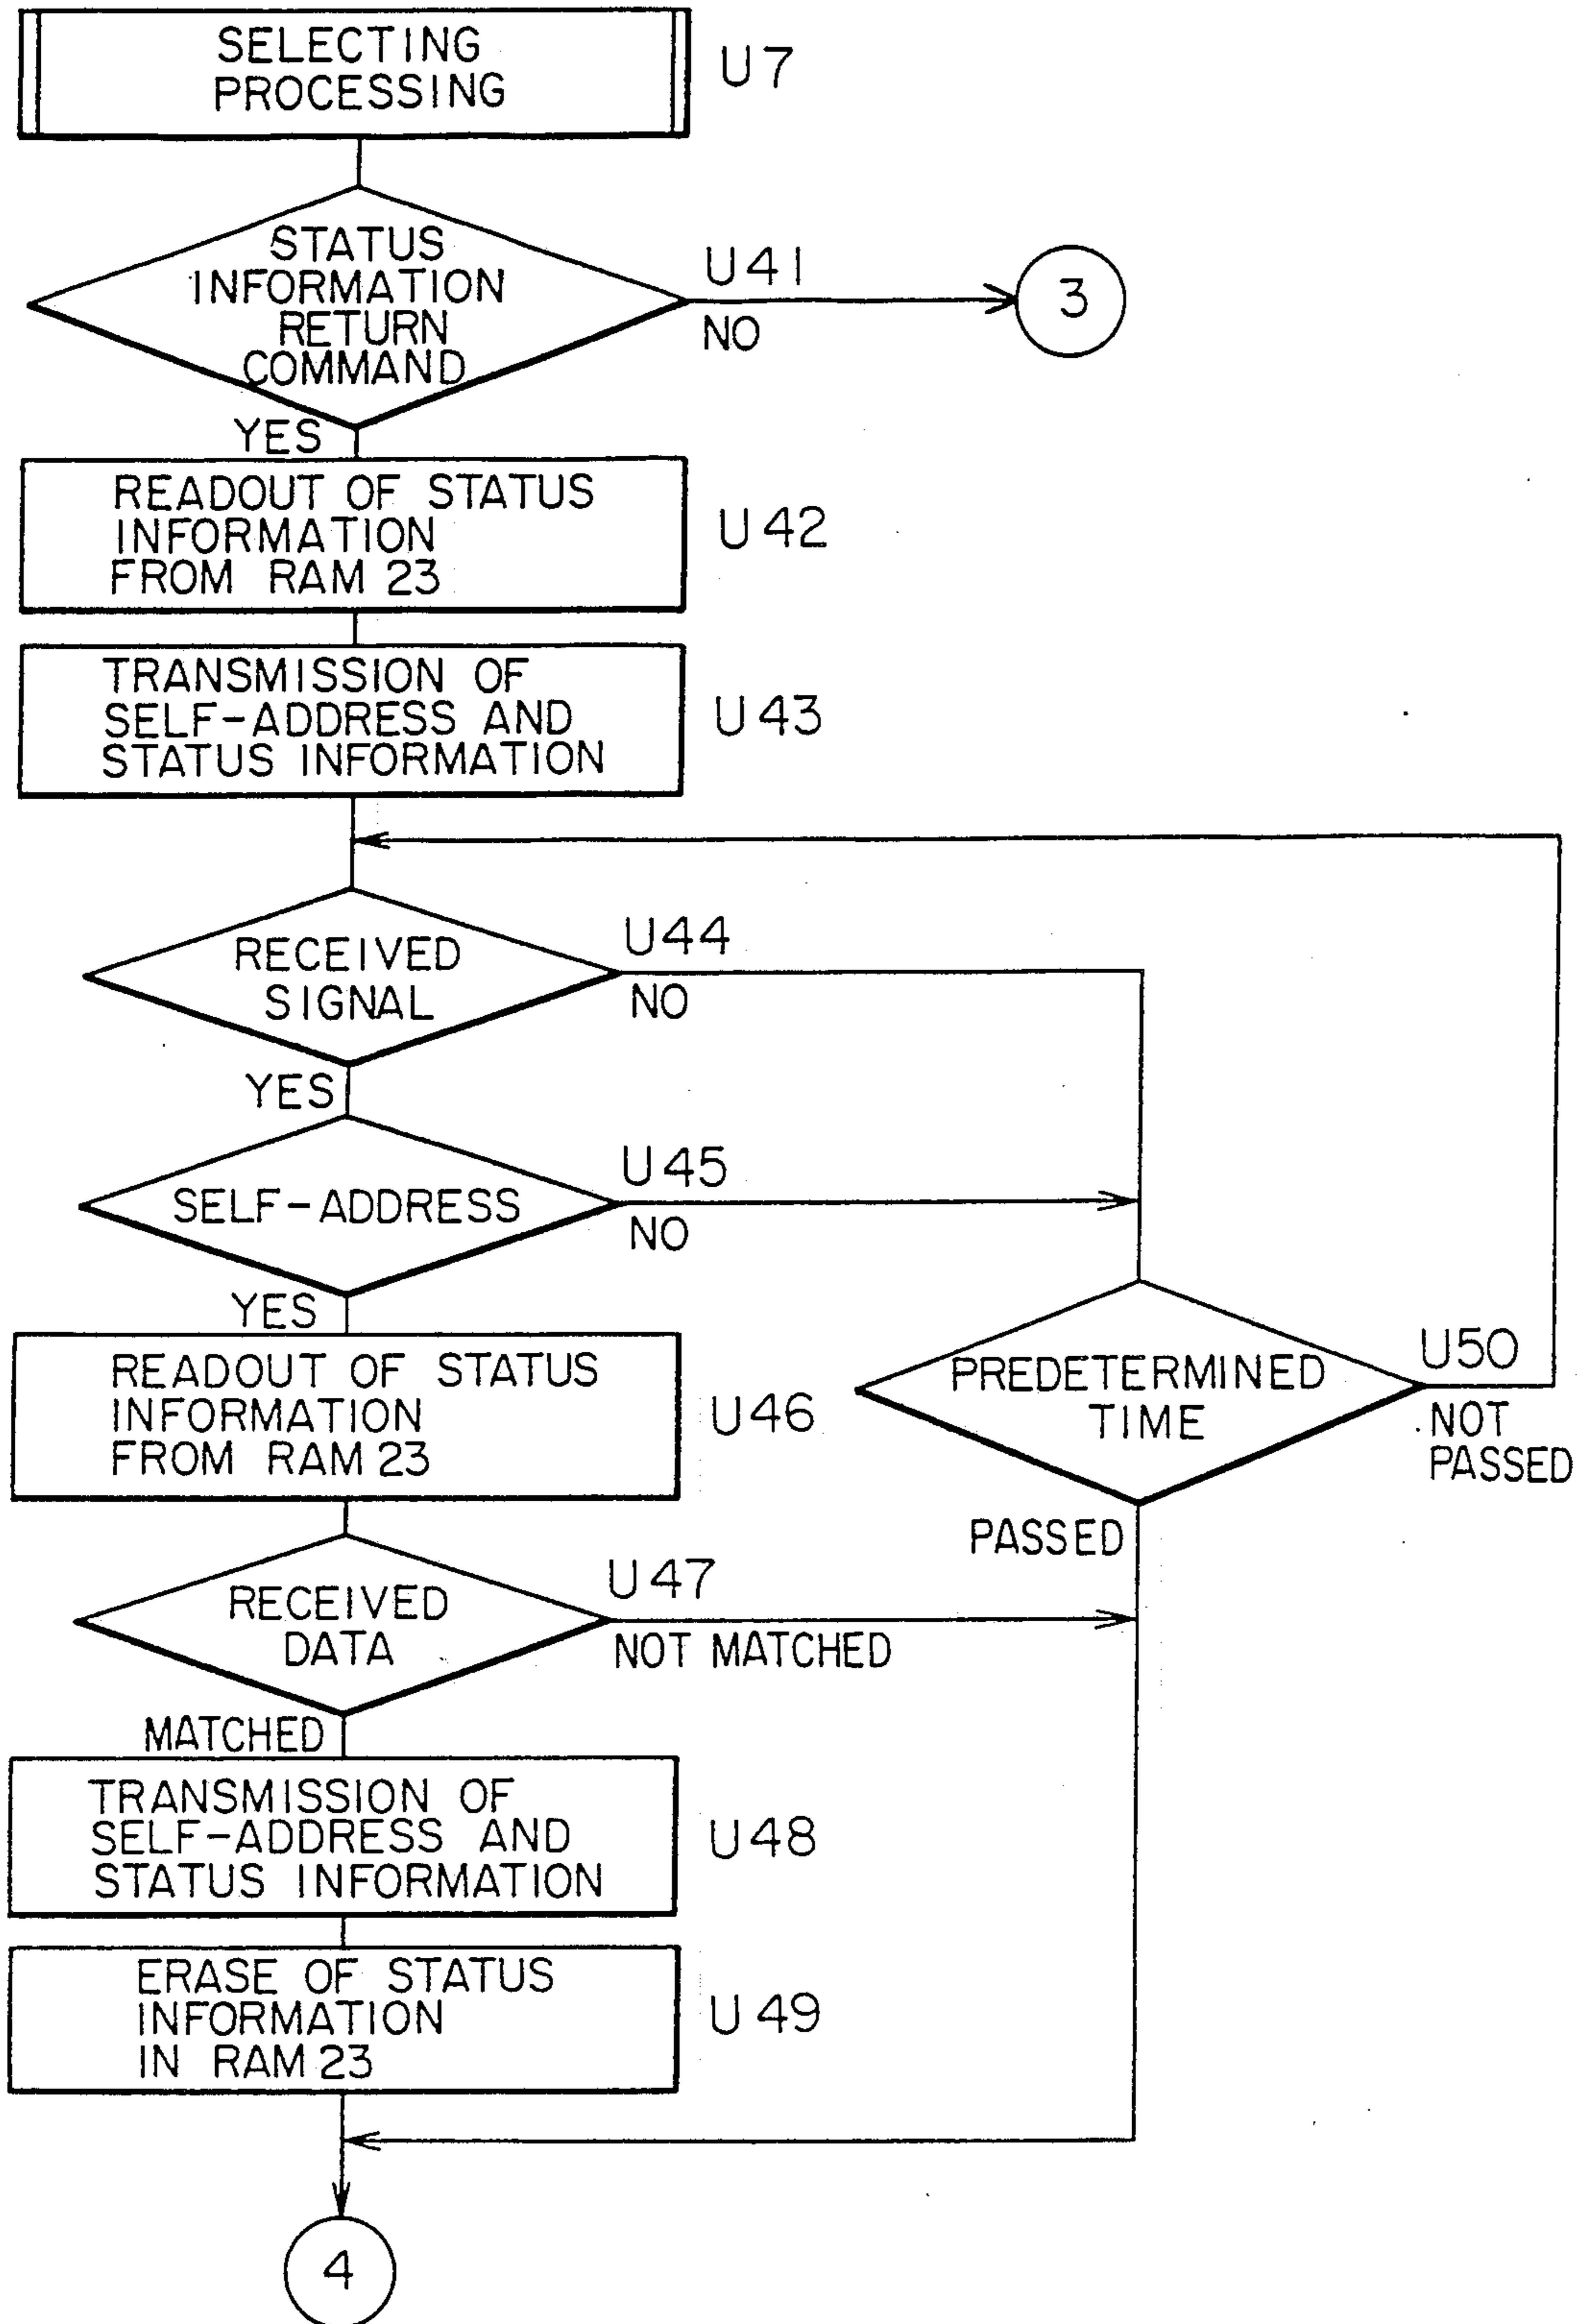 SELECTING
PROCESSING
U7
STATUS
INFORMATION
RETURN
COMMAND
U41
NO
3
YES
READOUT OF STATUS
INFORMATION
FROM RAM 23
U42
TRANSMISSION OF
SELF-ADDRESS AND
STATUS INFORMATION
U43
RECEIVED
SIGNAL
U44
NO
YES
SELF-ADDRESS
U45
NO
YES
READOUT OF STATUS
INFORMATION
FROM RAM 23
U46
PREDETERMINED
TIME
U50
NOT
PASSED
PASSED
RECEIVED
DATA
U47
NOT MATCHED
MATCHED
TRANSMISSION OF
SELF-ADDRESS AND
STATUS INFORMATION
U48
ERASE OF STATUS
INFORMATION
IN RAM 23
U49
4